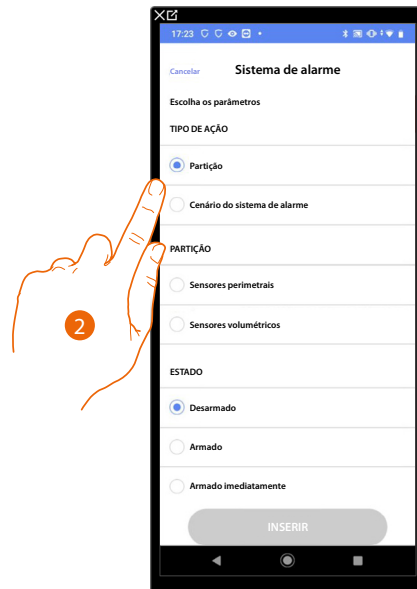 17:23
Cancelar Sistema de alarme
Escolha os parâmetros
TIPO DE AÇÃO
Partição
Cenário do sistema de alarme
PARTIÇÃO
Sensores perimetrais
Sensores volumétricos
2
ESTADO
Desarmado
Armado
Armado imediatamente
INSERIR